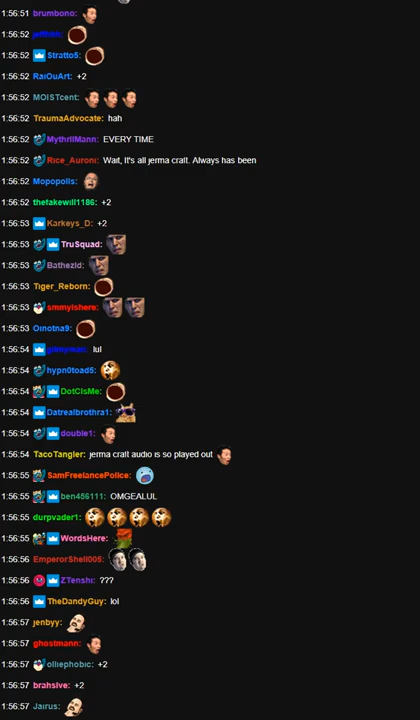 1:56:51 brumbono:
1:56:52
1:56:52 Stratto5:
1:56:52 RaiOuArt: +2
1:56:52 MOISTcent:
1:56:52 TraumaAdvocate: hah
1:56:52 MythrilMann: EVERY TIME
1:56:52 Rice_Auroni: Wait, It's all jerma craft. Always has been
1:56:52 Mopopolis:
1:56:52 thefakewill1186: +2
1:56:53 Karkeys_D: +2
1:56:53 TruSquad:
1:56:53 Bathezid:
1:56:53 Tiger_Reborn:
1:56:53 smmyishere:
1:56:53 Oinotna9:
1:56:54 lul
1:56:54 hypn0toad5:
1:56:54 DotCIsMe:
1:56:54 Datrealbrothra1:
1:56:54 double1:
1:56:54 TacoTangler: jerma craft audio is so played out
1:56:55 SamFreelancePolice:
1:56:55 ben456111: OMGEALUL
1:56:55 durpvader1:
1:56:55 WordsHere:
1:56:56 EmperorShell005:
1:56:56 ZTenshi: ???
1:56:56 TheDandyGuy: lol
1:56:57 jenbyy:
1:56:57 ghostmann:
1:56:57 olliephobic: +2
1:56:57 brahsive: +2
1:56:57 Jairus: